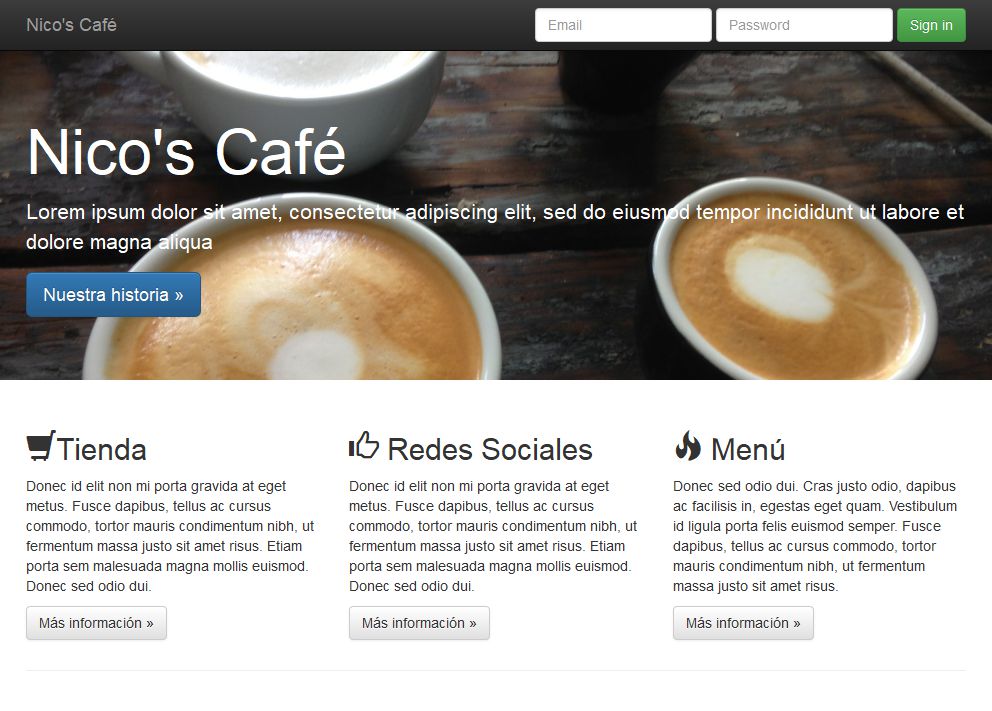 Nico's Café
Email
Password
Sign in
Nico's Café
Lorem ipsum dolor sit amet, consectetur adipiscing elit, sed do eiusmod tempor incididunt ut labore et
dolore magna aliqua
Nuestra historia »
Tienda
Donec id elit non mi porta gravida at eget
metus. Fusce dapibus, tellus ac cursus
commodo, tortor mauris condimentum nibh, ut
fermentum massa justo sit amet risus. Etiam
porta sem malesuada magna mollis euismod.
Donec sed odio dui.
Más información »
Redes Sociales
Donec id elit non mi porta gravida at eget
metus. Fusce dapibus, tellus ac cursus
commodo, tortor mauris condimentum nibh, ut
fermentum massa justo sit amet risus. Etiam
porta sem malesuada magna mollis euismod.
Donec sed odio dui.
Más información »
Menú
Donec sed odio dui. Cras justo odio, dapibus
ac facilisis in, egestas eget quam. Vestibulum
id ligula porta felis euismod semper. Fusce
dapibus, tellus ac cursus commodo, tortor
mauris condimentum nibh, ut fermentum
massa justo sit amet risus.
Más información »